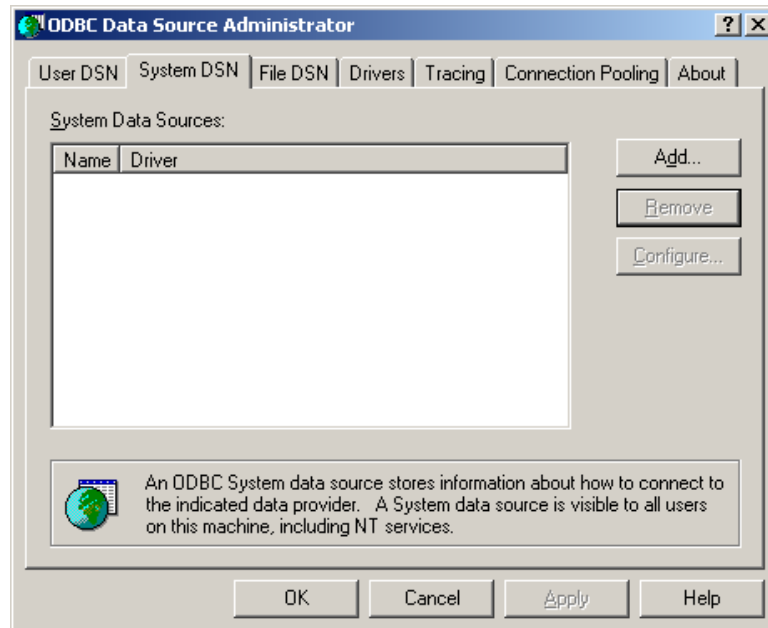 ODBC Data Source Administrator
User DSN System DSN File DSN Drivers Tracing Connection Pooling About
System Data Sources:
Name Driver
Add...
Remove
Configure...
An ODBC System data source stores information about how to connect to
the indicated data provider. A System data source is visible to all users
on this machine, including NT services.
OK Cancel Apply Help